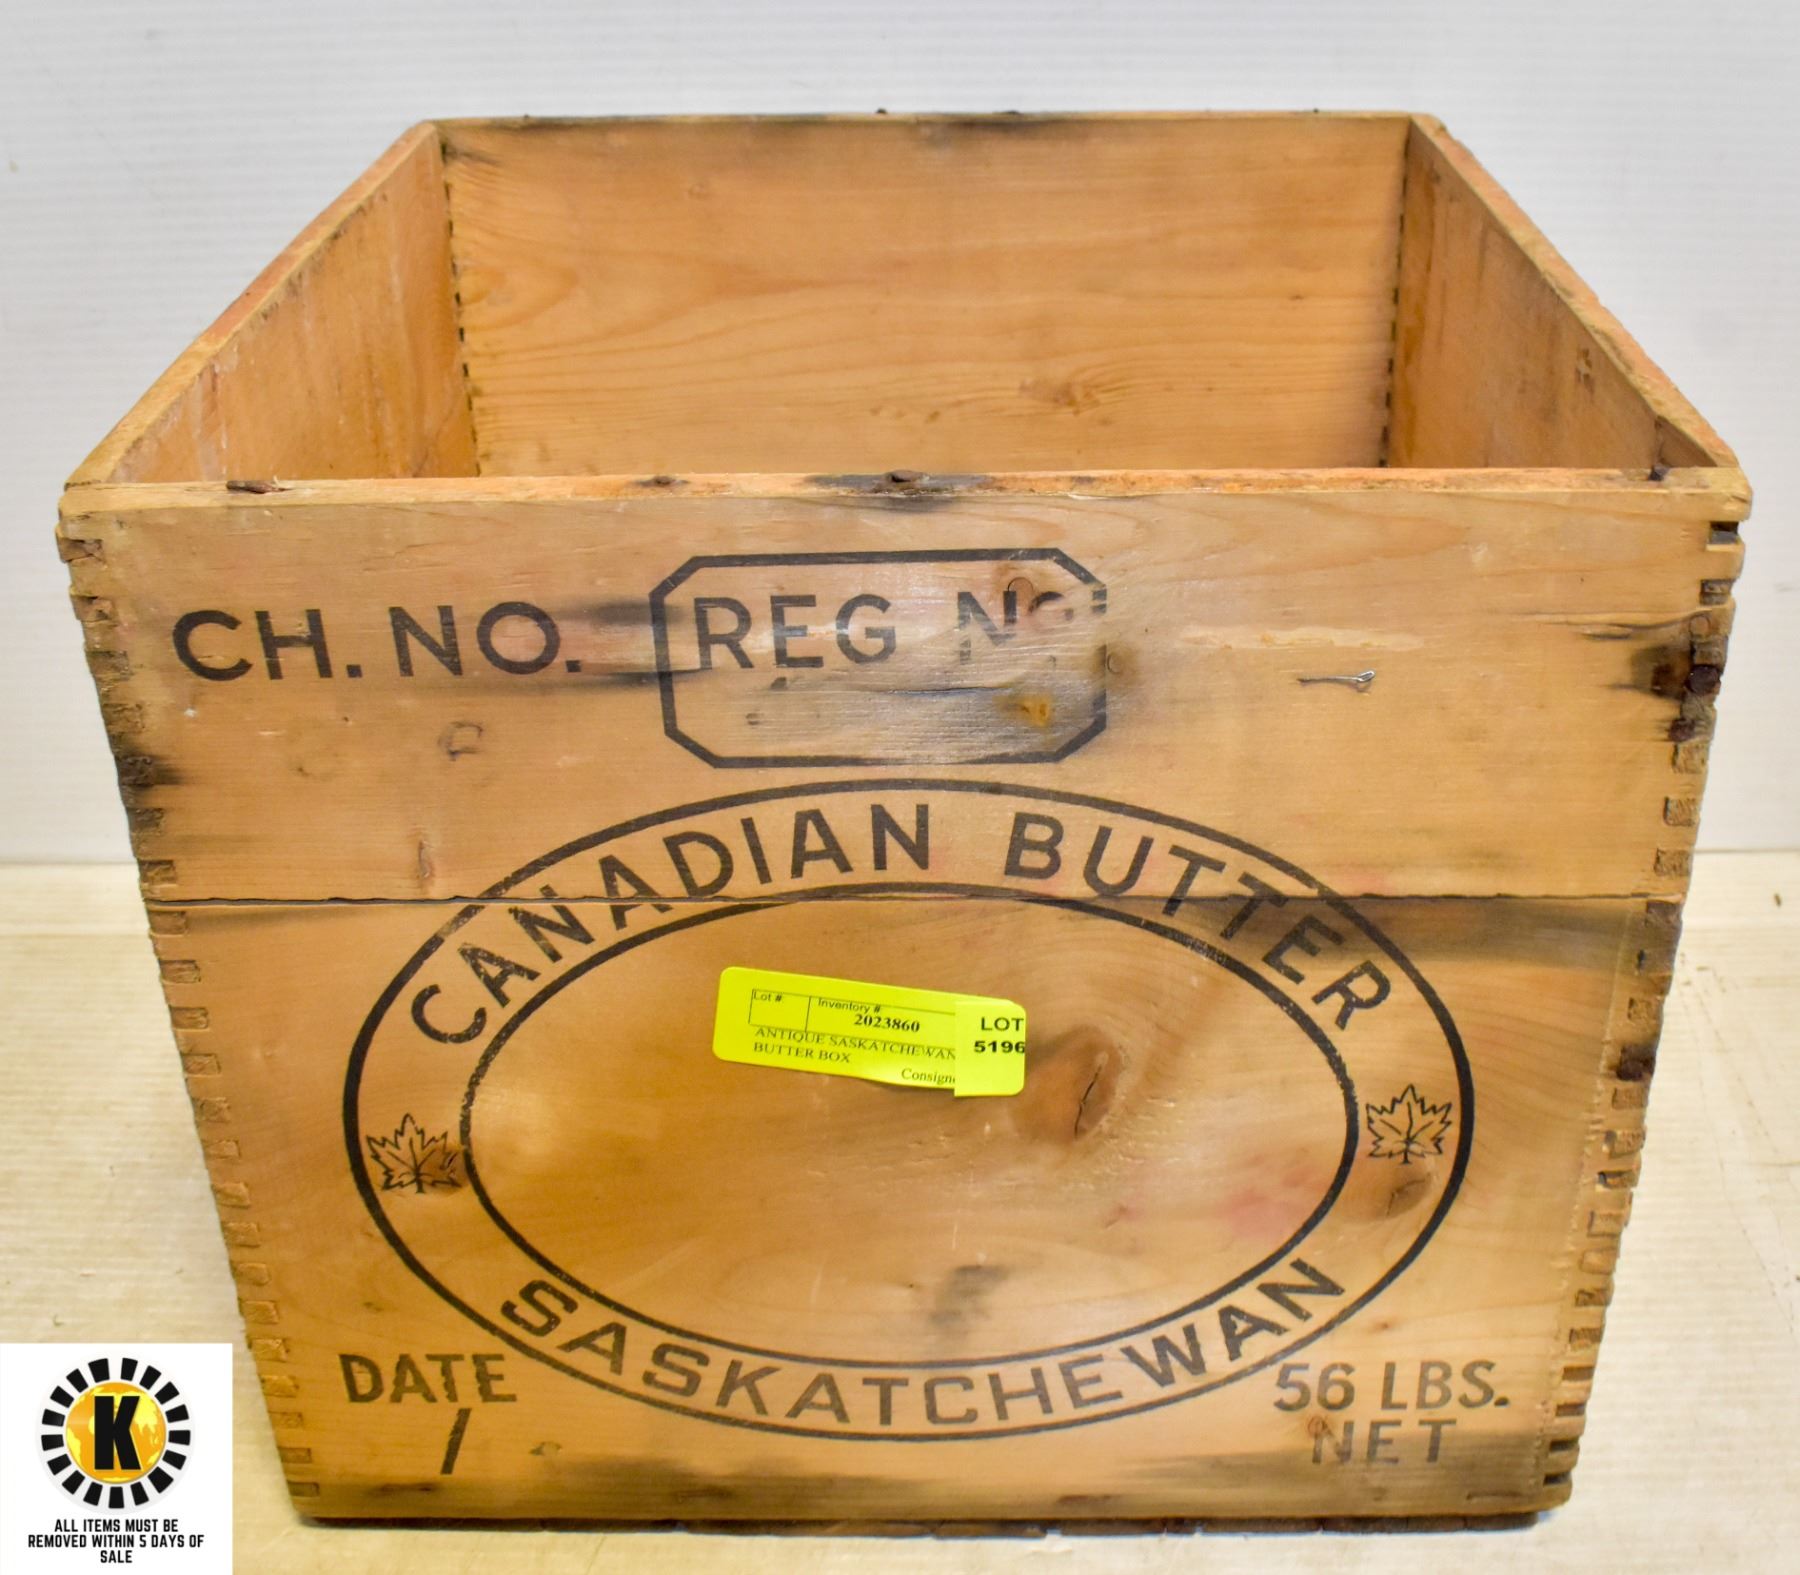 CH. NO.
REG No
CANADIAN BUTTER
Lot #:
Inventory #
2023860
ANTIQUE SASKATCHEWAN
BUTTER BOX
LOT
5196
SASKATCHEWAN
DATE
/
56 LBS.
NET
K
ALL ITEMS MUST BE
REMOVED WITHIN 5 DAYS OF
SALE